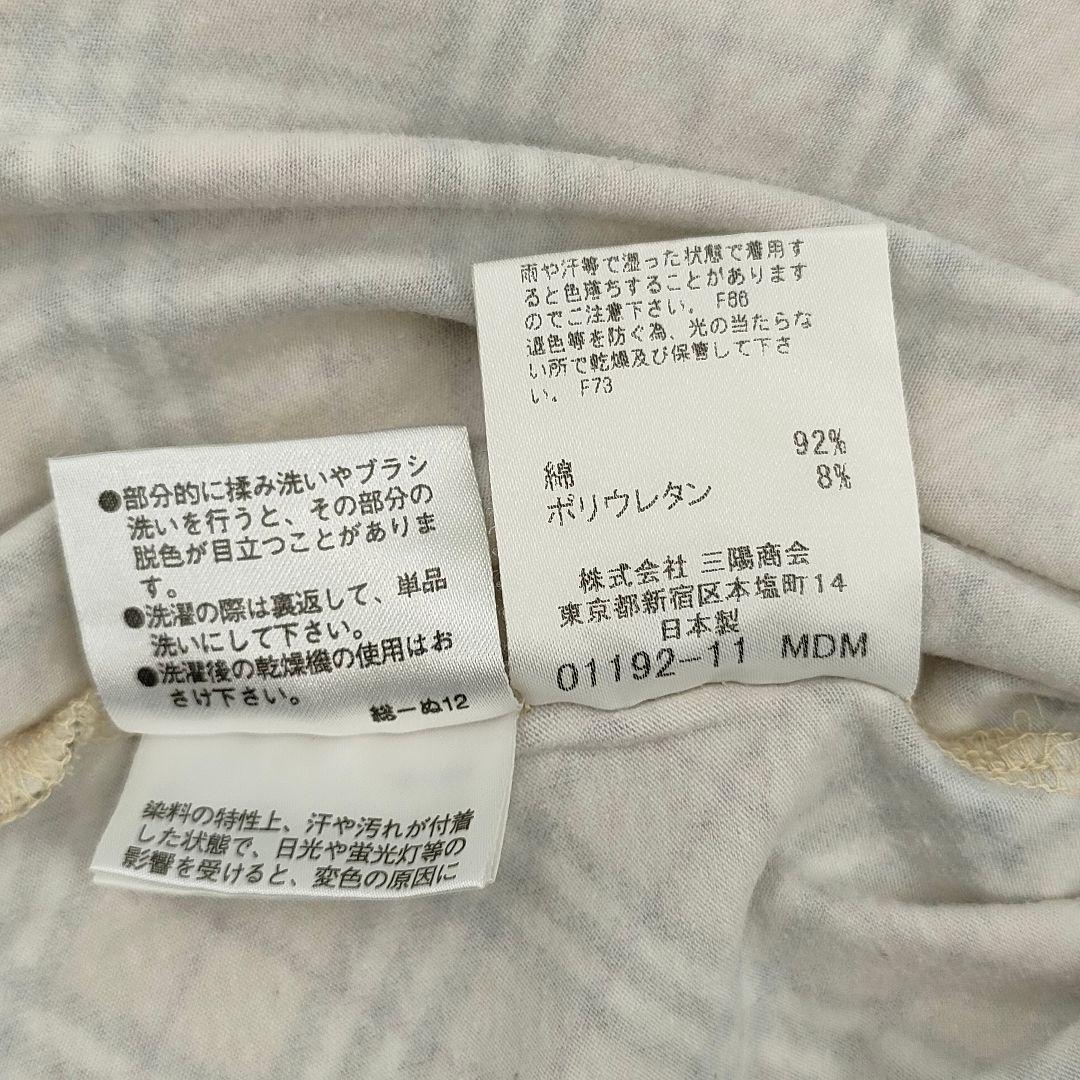 雨や汗等で湿った状態で着用す
ると色落ちすることがあります
のでご注意下さい。 F86
退色等を防ぐ為、光の当たらな
い所で乾燥及び保管して下さ
い。 F73
綿 92%
ポリウレタン 8%
株式会社 三陽商会
東京都新宿区本塩町14
日本製
01192-11 MDM
●部分的に揉み洗いやブラシ
洗いを行うと、その部分の
脱色が目立つことがありま
す。
●洗濯の際は裏返して、単品
洗いにして下さい。
●洗濯後の乾燥機の使用はお
さけ下さい。
総ーぬ12
染料の特性上、汗や汚れが付着
した状態で、日光や蛍光灯等の
影響を受けると、変色の原因に